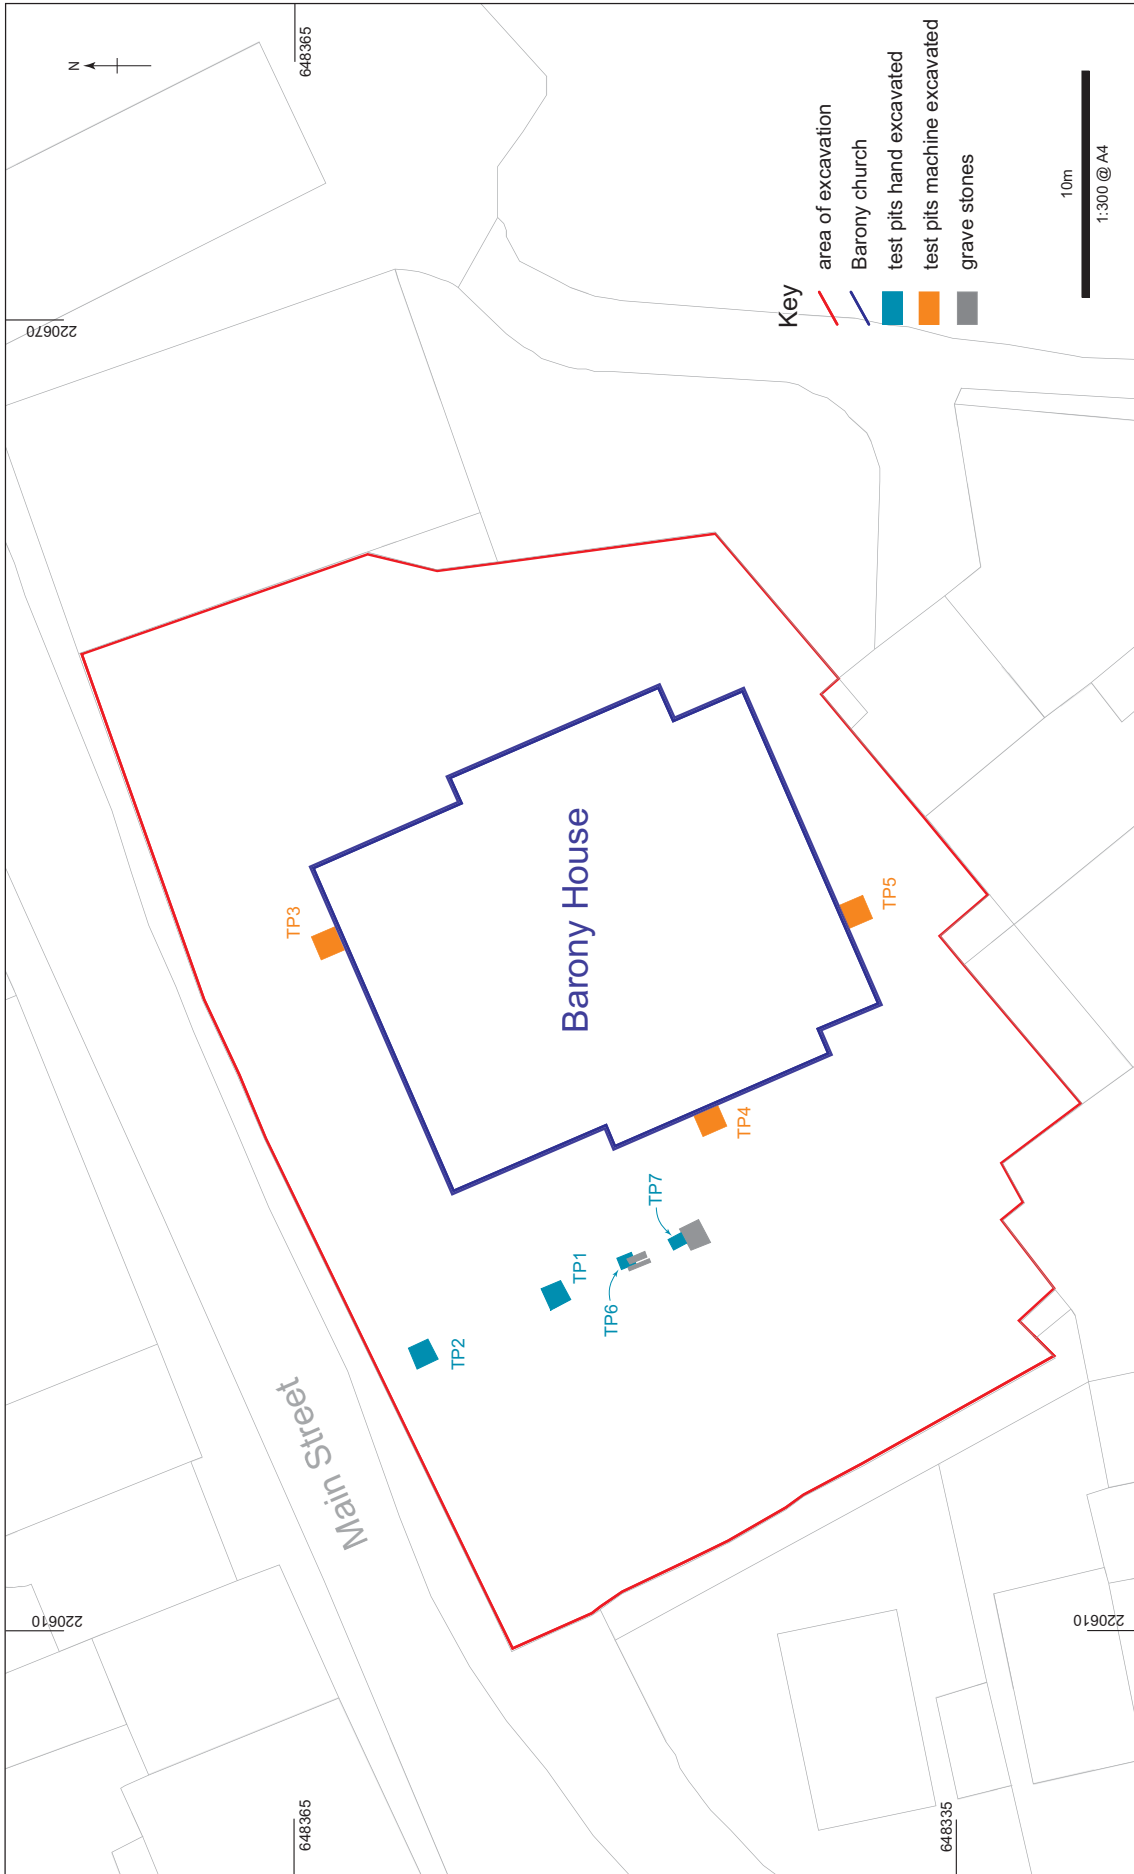 N
648365
220670
Key
area of excavation
Barony church
test pits hand excavated
test pits machine excavated
grave stones
10m
1:300 @ A4
Main Street
Barony House
TP3
TP5
TP4
TP7
TP6
TP1
TP2
220610
220610
648365
648335